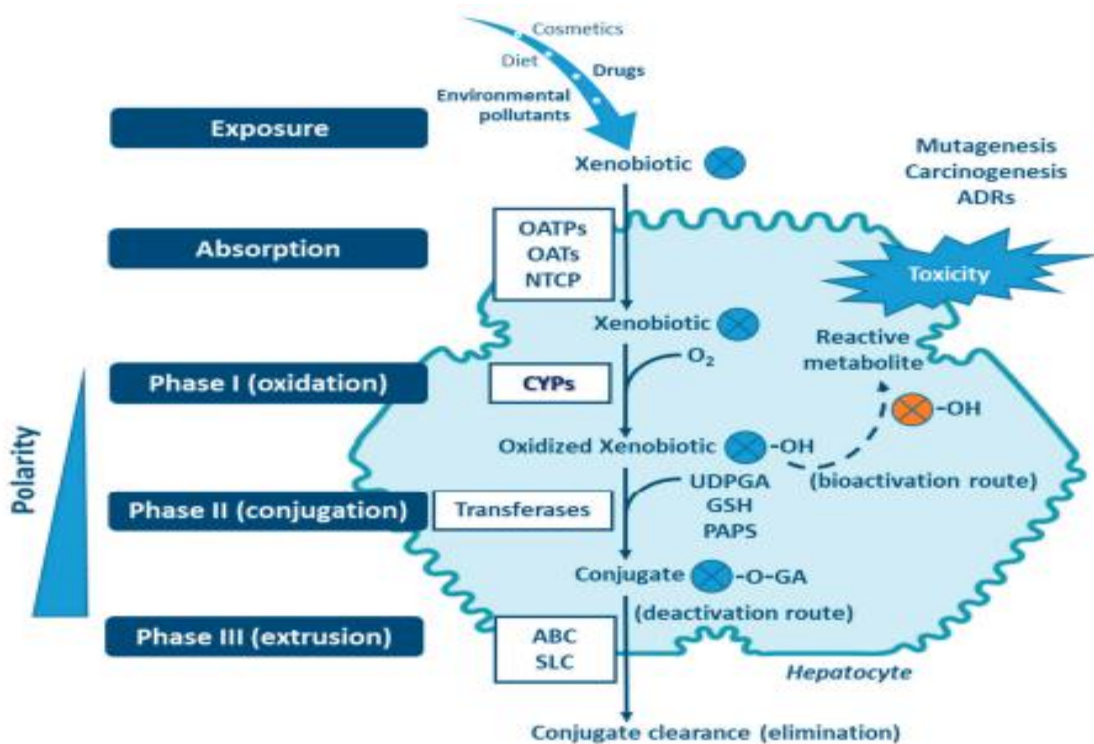 Cosmetics
Diet
Drugs
Environmental
pollutants
Exposure
Xenobiotic
Mutagenesis
Carcinogenesis
ADRs
Absorption
OATPs
OATs
NTCP
Toxicity
Xenobiotic
Reactive
metabolite
O₂
Phase I (oxidation)
CYPs
-OH
Oxidized Xenobiotic
-OH
(bioactivation route)
Polarity
UDPGA
GSH
PAPS
Phase II (conjugation)
Transferases
Conjugate
-O-GA
(deactivation route)
Phase III (extrusion)
ABC
SLC
Hepatocyte
Conjugate clearance (elimination)